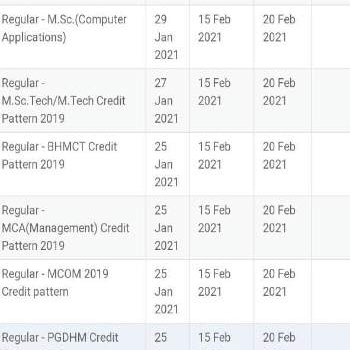 Regular - M.Sc.(Computer 29 15 Feb 20 Feb
Applications) Jan 2021 2021
2021
Regular - 27 15 Feb 20 Feb
M.Sc.Tech/M.Tech Credit Jan 2021 2021
Pattern 2019 2021
Regular - BHMCT Credit 25 15 Feb 20 Feb
Pattern 2019 Jan 2021 2021
2021
Regular - 25 15 Feb 20 Feb
MCA(Management) Credit Jan 2021 2021
Pattern 2019 2021
Regular - MCOM 2019 25 15 Feb 20 Feb
Credit pattern Jan 2021 2021
2021
Regular - PGDHM Credit 25 15 Feb 20 Feb